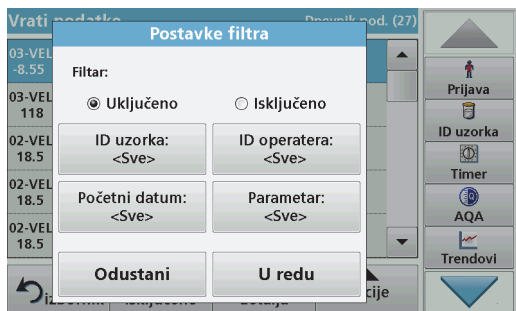 Vrati podatke Dnevnik pod. (27)
Postavke filtra
03-VEL
-8.55
Filtar:
Uključeno Isključeno
03-VEL
118
02-VEL
18.5
ID uzorka:
<Sve>
ID operatera:
<Sve>
02-VEL
18.5
Početni datum:
<Sve>
Parametar:
<Sve>
02-VEL
18.5
Odustani U redu
Prijava
ID uzorka
Timer
AQA
Trendovi